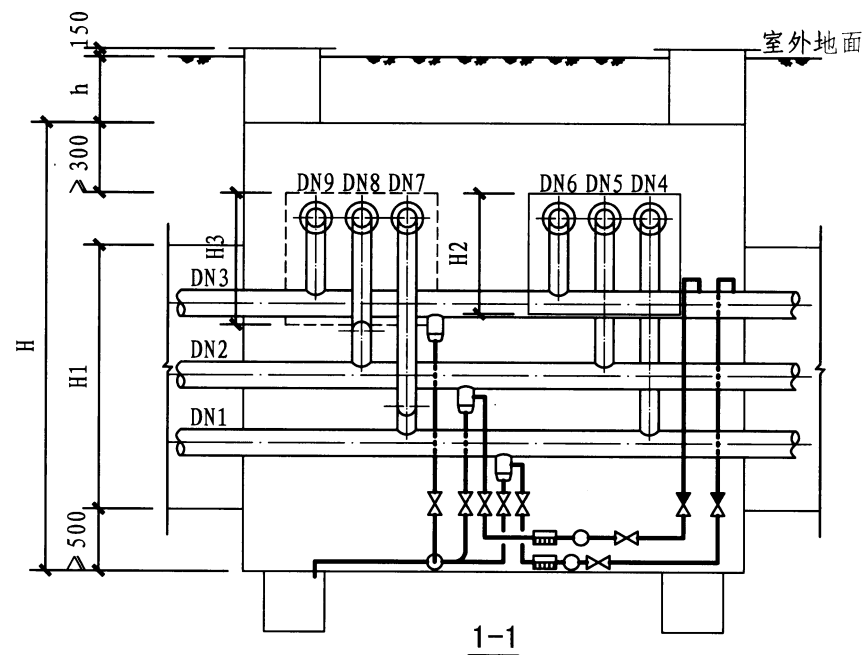 150
室外地面
h
≥300
DN9 DN8 DN7
DN6 DN5 DN4
H3
H2
DN3
H
H1
DN2
DN1
≥500
1-1